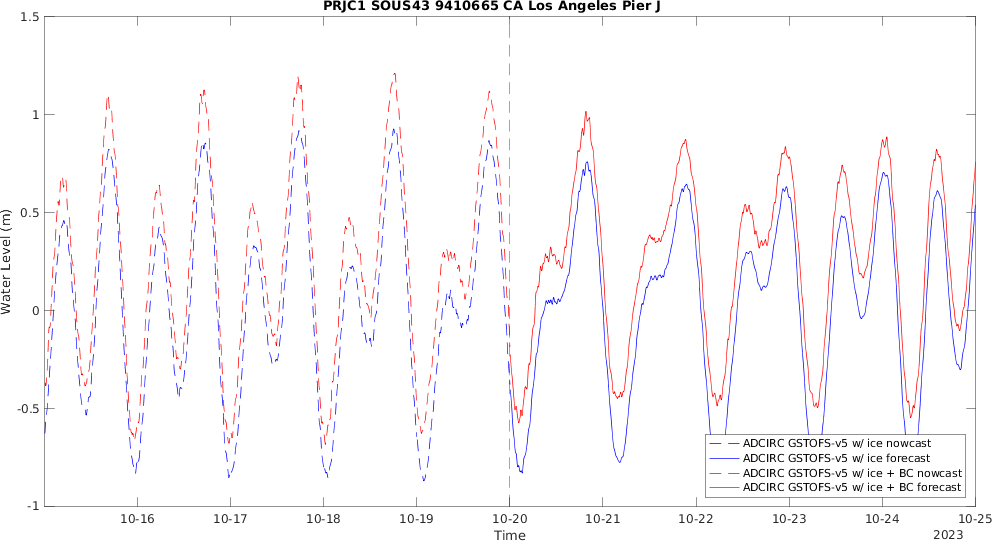 PRJC1 SOUS43 9410665 CA Los Angeles Pier J
1.5
1
0.5
0
-0.5
-1
Water Level (m)
10-16 10-17 10-18 10-19 10-20 10-21 10-22 10-23 10-24 10-25
Time
2023
ADCIRC GSTOFS-v5 w/ ice nowcast
ADCIRC GSTOFS-v5 w/ ice forecast
ADCIRC GSTOFS-v5 w/ ice + BC nowcast
ADCIRC GSTOFS-v5 w/ ice + BC forecast